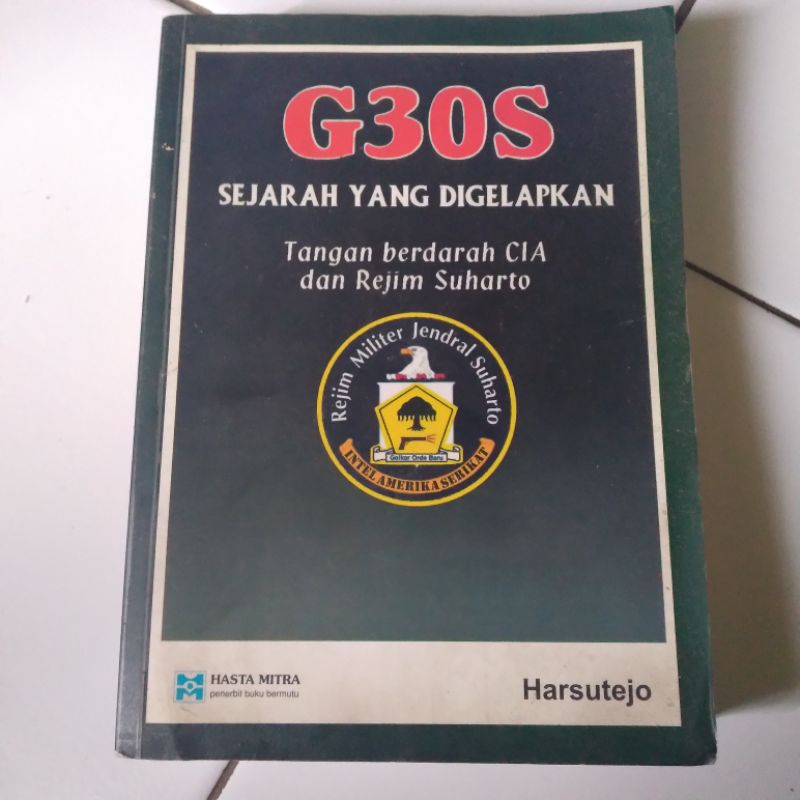 G30S
SEJARAH YANG DIGELAPKAN
Tangan berdarah CIA
dan Rejim Suharto
Rejim Militer Jendral Suharto
Golkar Orde Baru
INTEL AMERIKA SERIKAT
HASTA MITRA
penerbit buku bermutu
Harsutejo